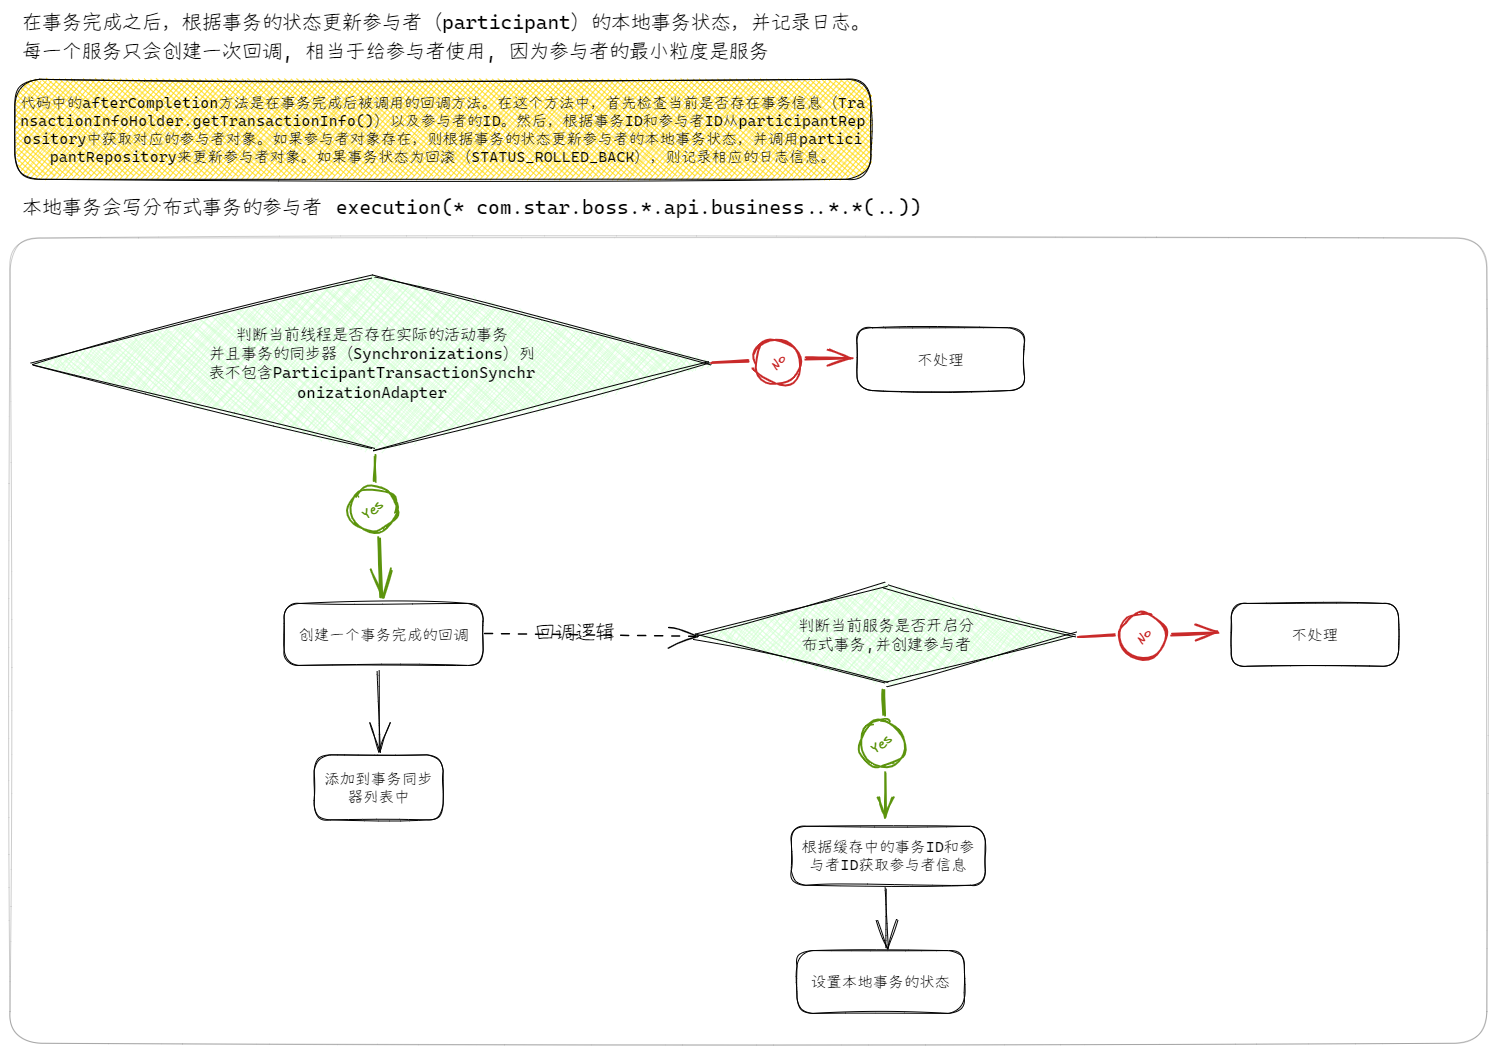 在事务完成之后，根据事务的状态更新参与者（participant）的本地事务状态，并记录日志。
每一个服务只会创建一次回调，相当于给参与者使用，因为参与者的最小粒度是服务
代码中的afterCompletion方法是在事务完成后被调用的回调方法。在这个方法中，首先检查当前是否存在事务信息（Tra
nsactionInfoHolder.getTransactionInfo()）以及参与者的ID。然后，根据事务ID和参与者ID从participantRep
ository中获取对应的参与者对象。如果参与者对象存在，则根据事务的状态更新参与者的本地事务状态，并调用partici
pantRepository来更新参与者对象。如果事务状态为回滚（STATUS_ROLLED_BACK），则记录相应的日志信息。
本地事务会写分布式事务的参与者 execution(* com.star.boss.*.api.business..*.*(..))
判断当前线程是否存在实际的活动事务
并且事务的同步器（Synchronizations）列
表不包含ParticipantTransactionSynchr
onizationAdapter
No
不处理
Yes
创建一个事务完成的回调
回调逻辑
判断当前服务是否开启分
布式事务,并创建参与者
No
不处理
Yes
添加到事务同步
器列表中
根据缓存中的事务ID和参
与者ID获取参与者信息
设置本地事务的状态